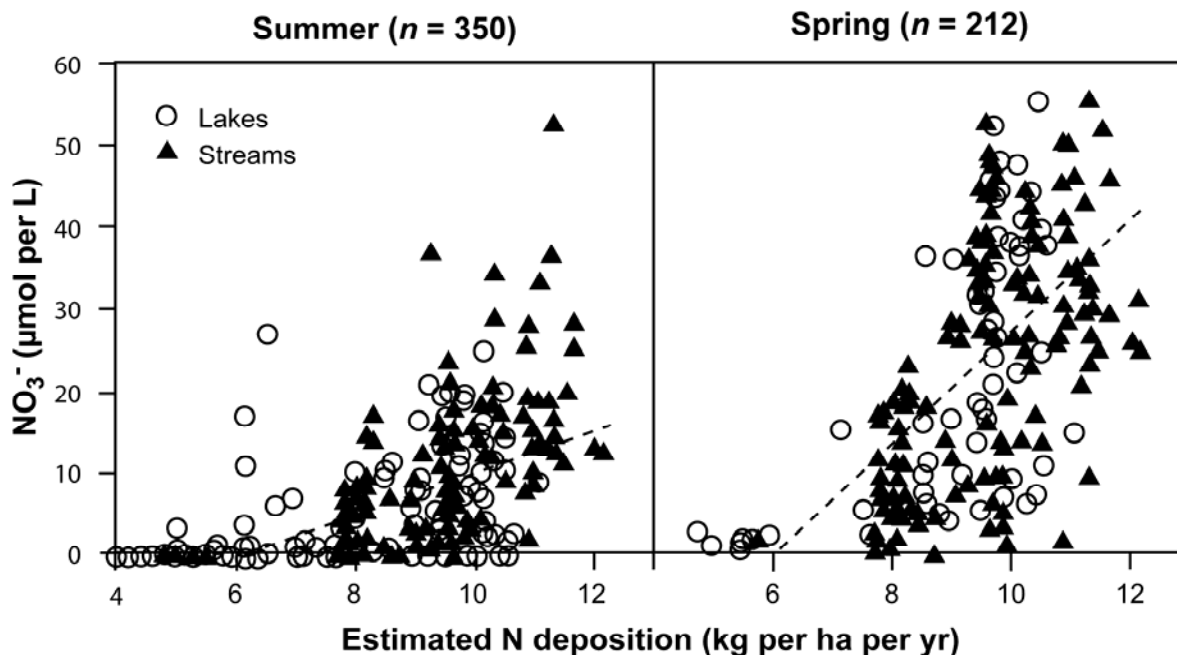 Summer (n = 350)
Spring (n = 212)
60
50
40
30
20
10
0
NO3- (µmol per L)
Lakes
Streams
4 6 8 10 12
6 8 10 12
Estimated N deposition (kg per ha per yr)